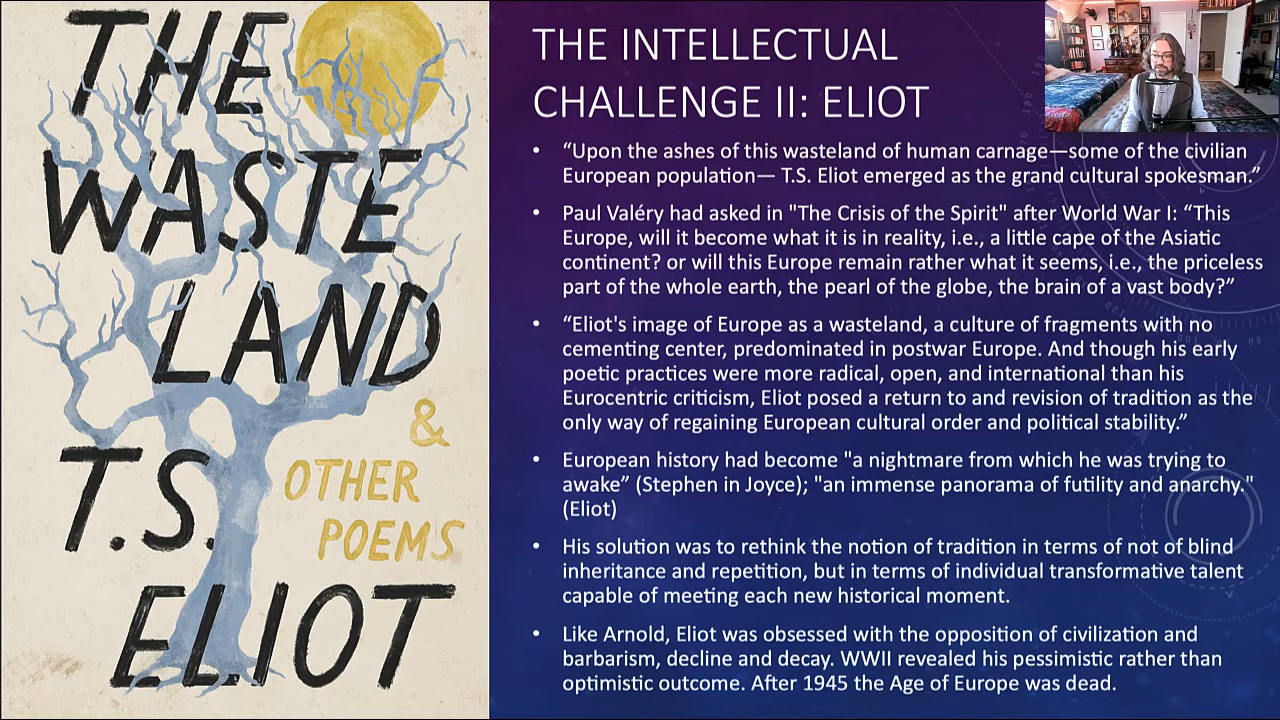 THE
WASTE
LAND
&
OTHER
POEMS
T.S.
ELIOT
THE INTELLECTUAL
CHALLENGE II: ELIOT
• “Upon the ashes of this wasteland of human carnage—some of the civilian
European population— T.S. Eliot emerged as the grand cultural spokesman.”
• Paul Valéry had asked in "The Crisis of the Spirit" after World War I: “This
Europe, will it become what it is in reality, i.e., a little cape of the Asiatic
continent? or will this Europe remain rather what it seems, i.e., the priceless
part of the whole earth, the pearl of the globe, the brain of a vast body?”
• “Eliot's image of Europe as a wasteland, a culture of fragments with no
cementing center, predominated in postwar Europe. And though his early
poetic practices were more radical, open, and international than his
Eurocentric criticism, Eliot posed a return to and revision of tradition as the
only way of regaining European cultural order and political stability.”
• European history had become "a nightmare from which he was trying to
awake” (Stephen in Joyce); "an immense panorama of futility and anarchy."
(Eliot)
• His solution was to rethink the notion of tradition in terms of not of blind
inheritance and repetition, but in terms of individual transformative talent
capable of meeting each new historical moment.
• Like Arnold, Eliot was obsessed with the opposition of civilization and
barbarism, decline and decay. WWII revealed his pessimistic rather than
optimistic outcome. After 1945 the Age of Europe was dead.